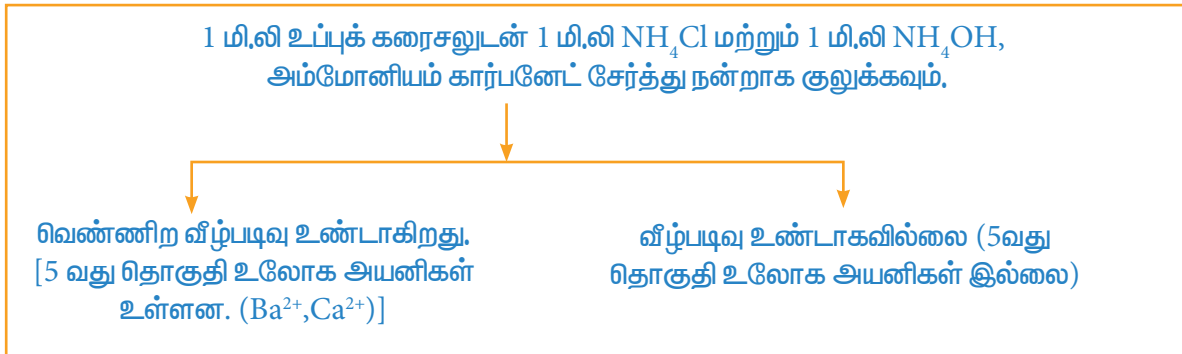 1 மி.லி உப்புக் கரைசலுடன் 1 மி.லி NH₄Cl மற்றும் 1 மி.லி NH₄OH,
அம்மோனியம் கார்பனேட் சேர்த்து நன்றாக குலுக்கவும்.
வெண்ணிற வீழ்படிவு உண்டாகிறது.
[5 வது தொகுதி உலோக அயனிகள்
உள்ளன. (Ba²⁺,Ca²⁺)]
வீழ்படிவு உண்டாகவில்லை (5வது
தொகுதி உலோக அயனிகள் இல்லை)